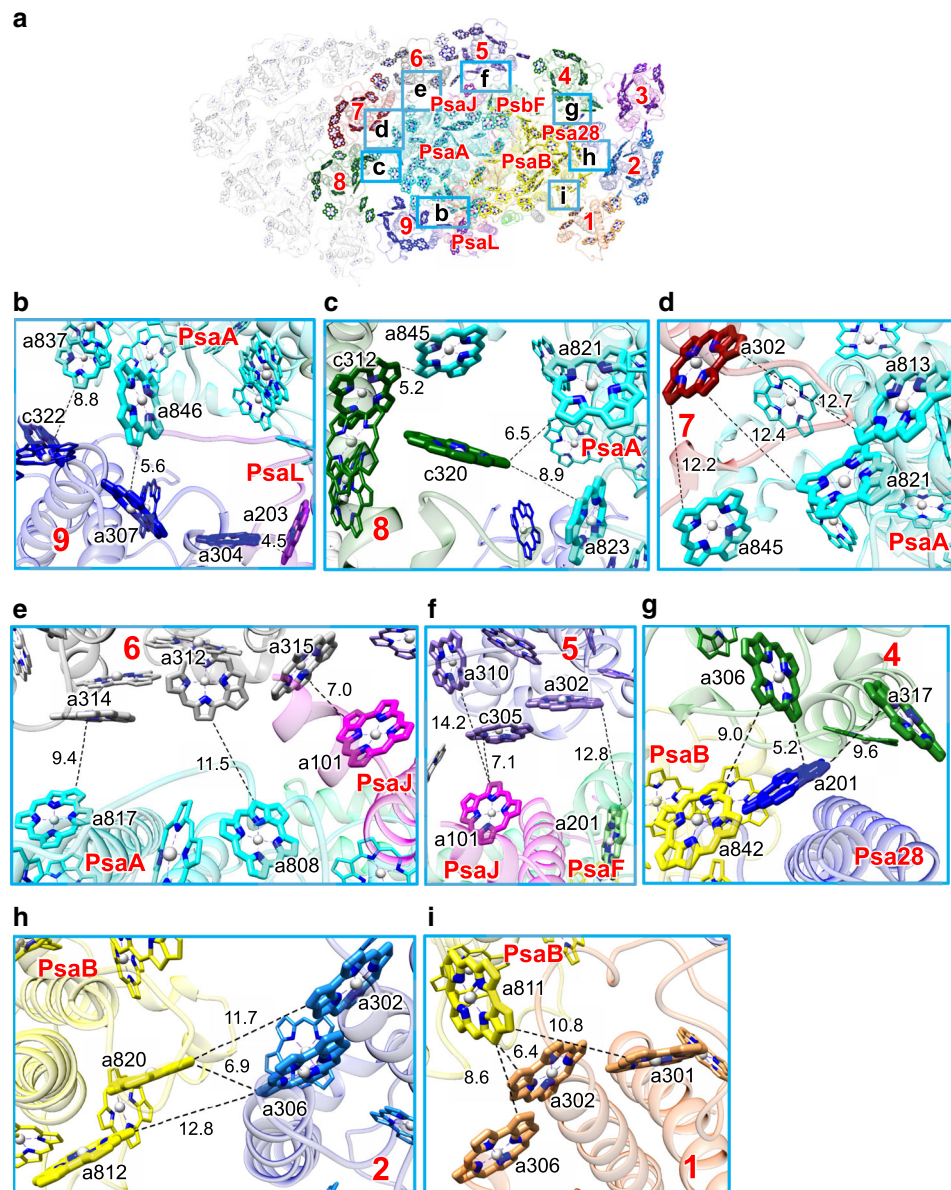 a
5
6
4
f
3
e
PsaJ
PsbF
g
7
d
Psa28
PsaA
PsaB
h
c
2
8
i
b
9
1
PsaL
b
PsaA
a837
8.8
c322
a846
5.6
PsaL
a203
9
a307
a304
4.5
c
a845
c312
a821
5.2
6.5
PsaA
c320
8.9
8
a823
d
a302
a813
12.7
7
12.4
12.2
a821
a845
PsaA
e
6
a312
a315
a314
7.0
9.4
11.5
a101
PsaJ
a817
PsaA
a808
f
5
a310
a302
c305
14.2
7.1
12.8
a101
a201
PsaJ
PsaF
g
4
a306
a317
9.0
5.2
9.6
PsaB
a201
a842
Psa28
h
PsaB
a302
11.7
a820
6.9
a306
12.8
a812
2
i
PsaB
a811
10.8
6.4
8.6
a301
a302
a306
1